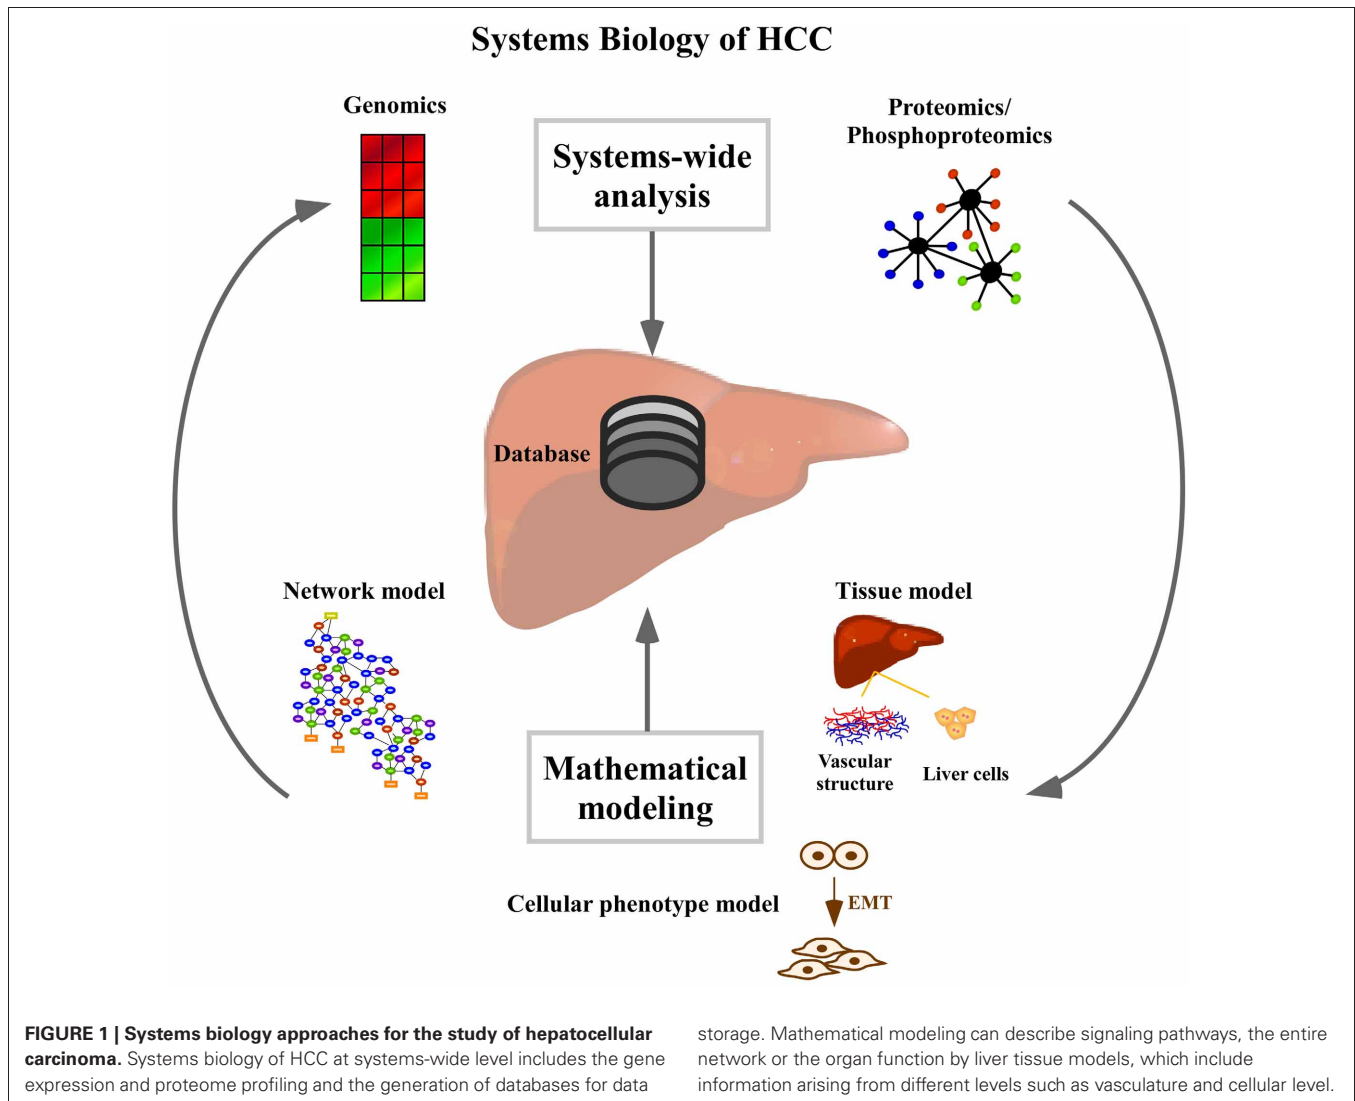 Systems Biology of HCC
Genomics
Systems-wide
analysis
Proteomics/
Phosphoproteomics
Database
Network model
Tissue model
Vascular
structure
Liver cells
Mathematical
modeling
Cellular phenotype model
EMT
FIGURE 1 | Systems biology approaches for the study of hepatocellular
carcinoma. Systems biology of HCC at systems-wide level includes the gene
expression and proteome profiling and the generation of databases for data
storage. Mathematical modeling can describe signaling pathways, the entire
network or the organ function by liver tissue models, which include
information arising from different levels such as vasculature and cellular level.